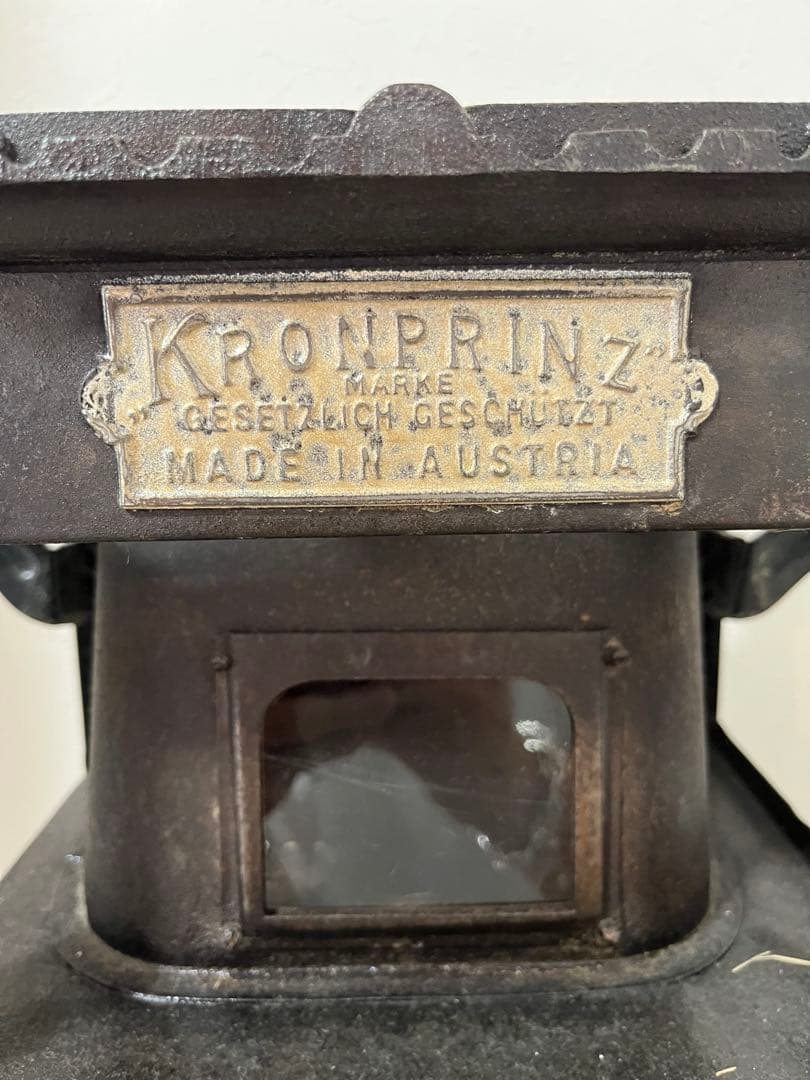 „KRONPRINZ"
MARKE
GESETZLICH GESCHÜTZT
MADE IN AUSTRIA